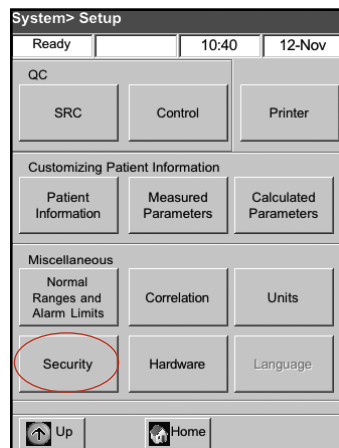 System> Setup
Ready 10:40 12-Nov
QC
SRC Control Printer
Customizing Patient Information
Patient Information Measured Parameters Calculated Parameters
Miscellaneous
Normal Ranges and Alarm Limits Correlation Units
Security Hardware Language
Up Home